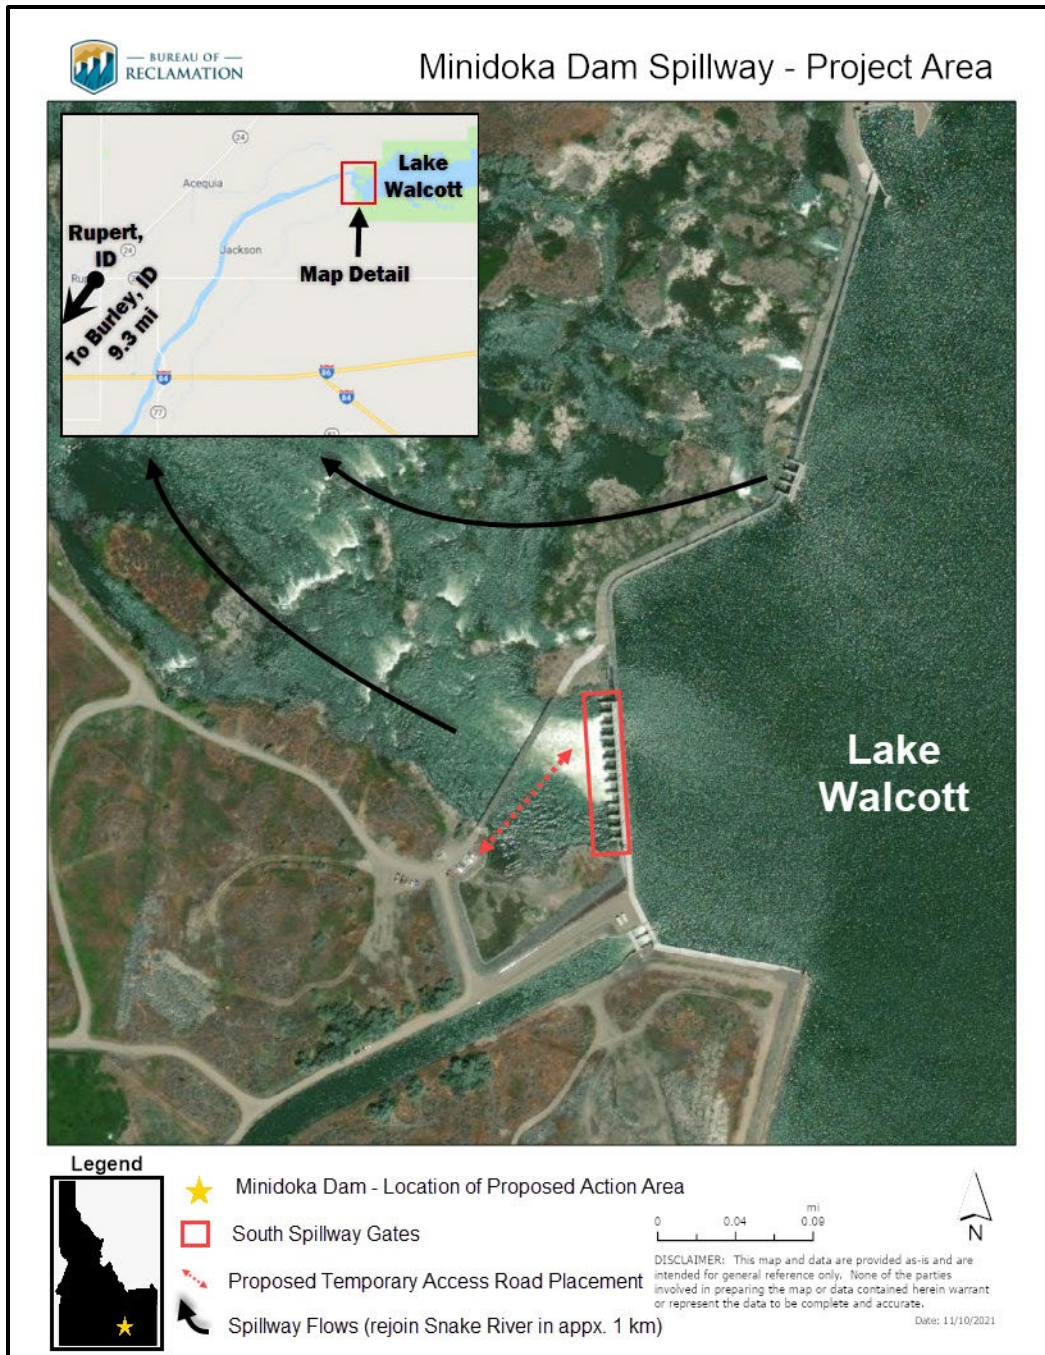 BUREAU OF
RECLAMATION
Minidoka Dam Spillway - Project Area
24
Acequia
Lake
Walcott
Rupert,
ID
24
Jackson
Map Detail
To Burley, ID
9.3 mi
84
86
84
77
Lake
Walcott
Legend
Minidoka Dam - Location of Proposed Action Area
South Spillway Gates
Proposed Temporary Access Road Placement
Spillway Flows (rejoin Snake River in appx. 1 km)
mi
0 0.04 0.09
N
DISCLAIMER: This map and data are provided as-is and are
intended for general reference only. None of the parties
involved in preparing the map or data contained herein warrant
or represent the data to be complete and accurate.
Date: 11/10/2021